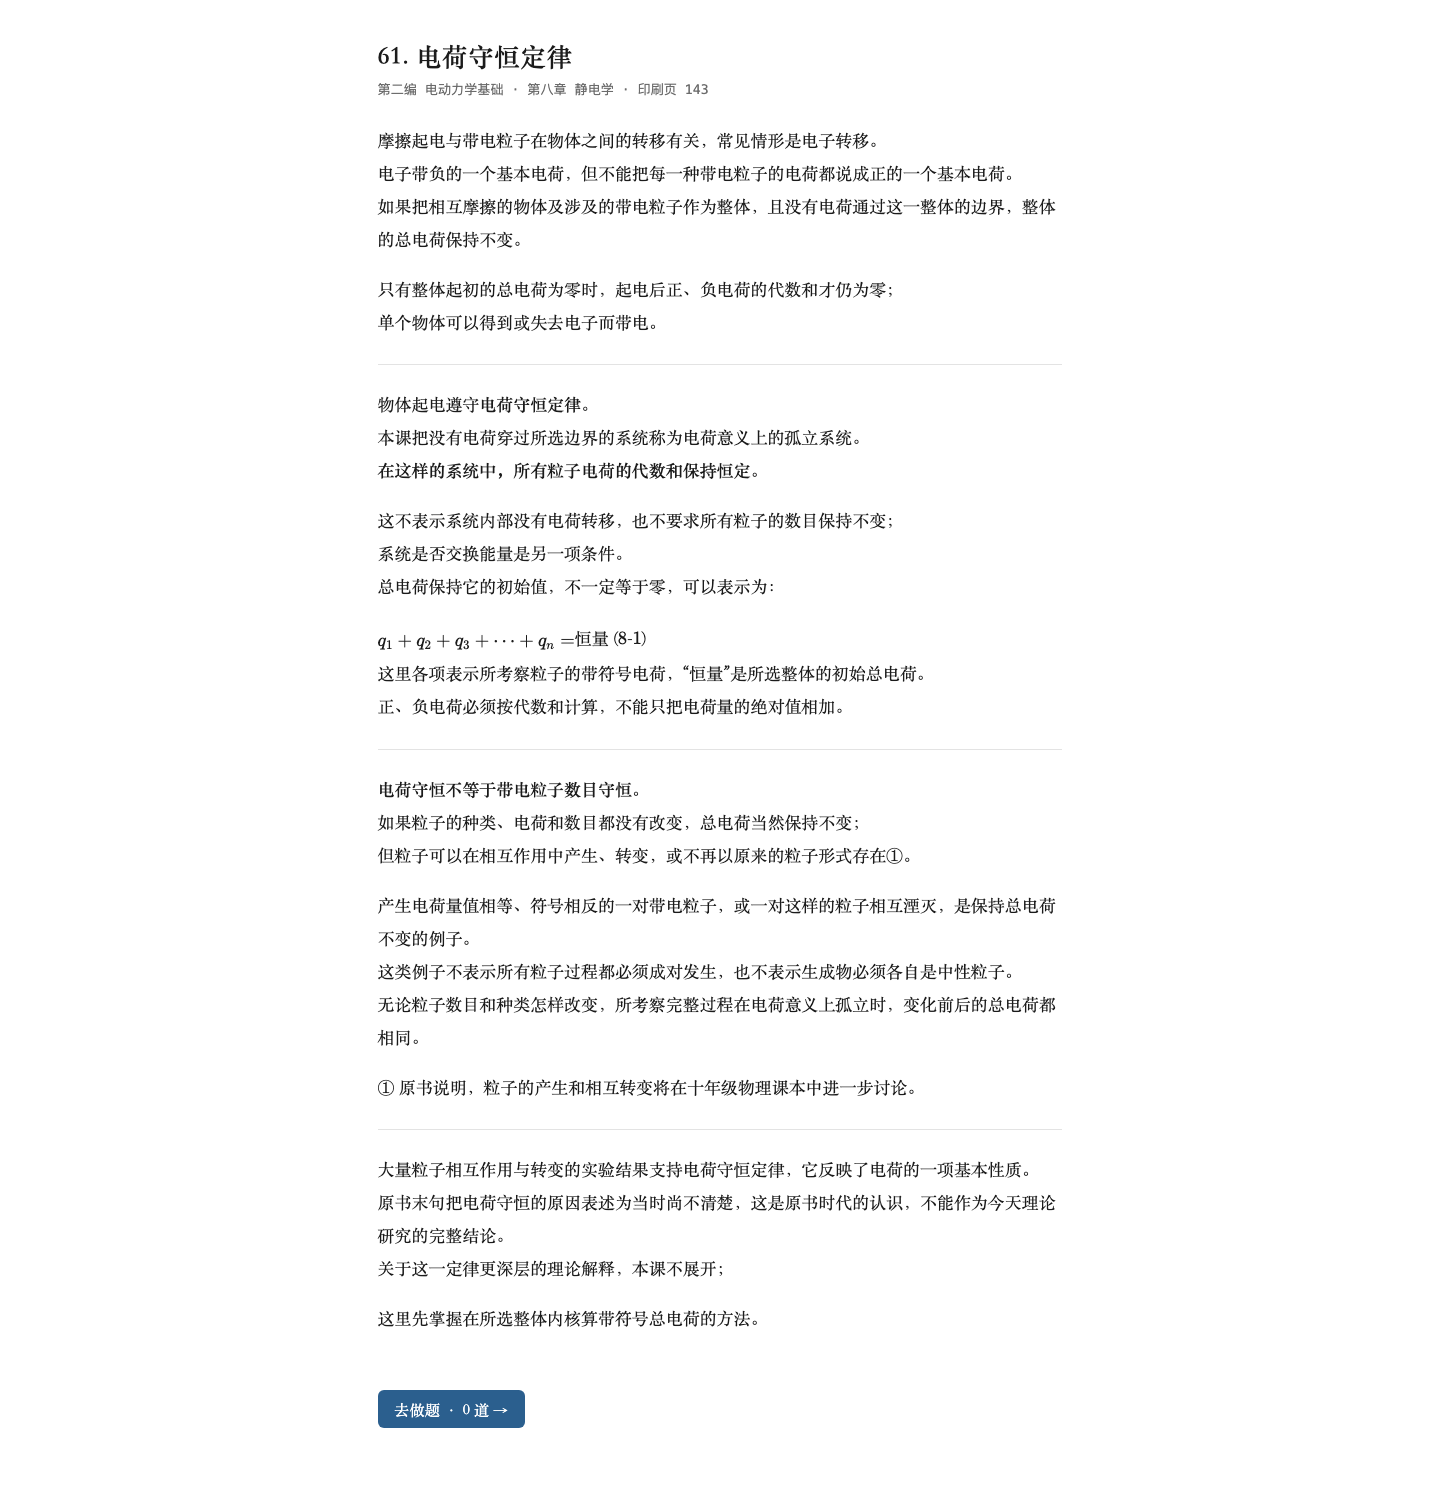 61. 电荷守恒定律
第二编 电动力学基础 · 第八章 静电学 · 印刷页 143
摩擦起电与带电粒子在物体之间的转移有关，常见情形是电子转移。
电子带负的一个基本电荷，但不能把每一种带电粒子的电荷都说成正的一个基本电荷。
如果把相互摩擦的物体及涉及的带电粒子作为整体，且没有电荷通过这一整体的边界，整体
的总电荷保持不变。
只有整体起初的总电荷为零时，起电后正、负电荷的代数和才仍为零；
单个物体可以得到或失去电子而带电。
物体起电遵守电荷守恒定律。
本课把没有电荷穿过所选边界的系统称为电荷意义上的孤立系统。
在这样的系统中，所有粒子电荷的代数和保持恒定。
这不表示系统内部没有电荷转移，也不要求所有粒子的数目保持不变；
系统是否交换能量是另一项条件。
总电荷保持它的初始值，不一定等于零，可以表示为：
q₁ + q₂ + q₃ + ⋯ + qₙ =恒量 (8-1)
这里各项表示所考察粒子的带符号电荷，“恒量”是所选整体的初始总电荷。
正、负电荷必须按代数和计算，不能只把电荷量的绝对值相加。
电荷守恒不等于带电粒子数目守恒。
如果粒子的种类、电荷和数目都没有改变，总电荷当然保持不变；
但粒子可以在相互作用中产生、转变，或不再以原来的粒子形式存在①。
产生电荷量值相等、符号相反的一对带电粒子，或一对这样的粒子相互湮灭，是保持总电荷
不变的例子。
这类例子不表示所有粒子过程都必须成对发生，也不表示生成物必须各自是中性粒子。
无论粒子数目和种类怎样改变，所考察完整过程在电荷意义上孤立时，变化前后的总电荷都
相同。
① 原书说明，粒子的产生和相互转变将在十年级物理课本中进一步讨论。
大量粒子相互作用与转变的实验结果支持电荷守恒定律，它反映了电荷的一项基本性质。
原书末句把电荷守恒的原因表述为当时尚不清楚，这是原书时代的认识，不能作为今天理论
研究的完整结论。
关于这一定律更深层的理论解释，本课不展开；
这里先掌握在所选整体内核算带符号总电荷的方法。
去做题 · 0 道 →